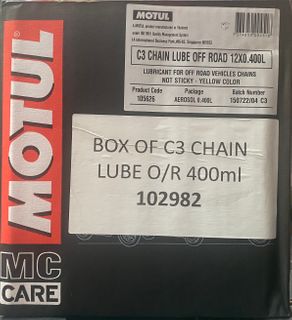 MOTUL
MC
CARE
MOTUL
C3 CHAIN LUBE OFF ROAD 12X0.400L
LUBRICANT FOR OFF ROAD VEHICLES CHAINS
NOT STICKY - YELLOW COLOR
Product Code Package Batch Number
105626 AEROSOL 0.400L 150722/04 C3
BOX OF C3 CHAIN
LUBE O/R 400ml
102982